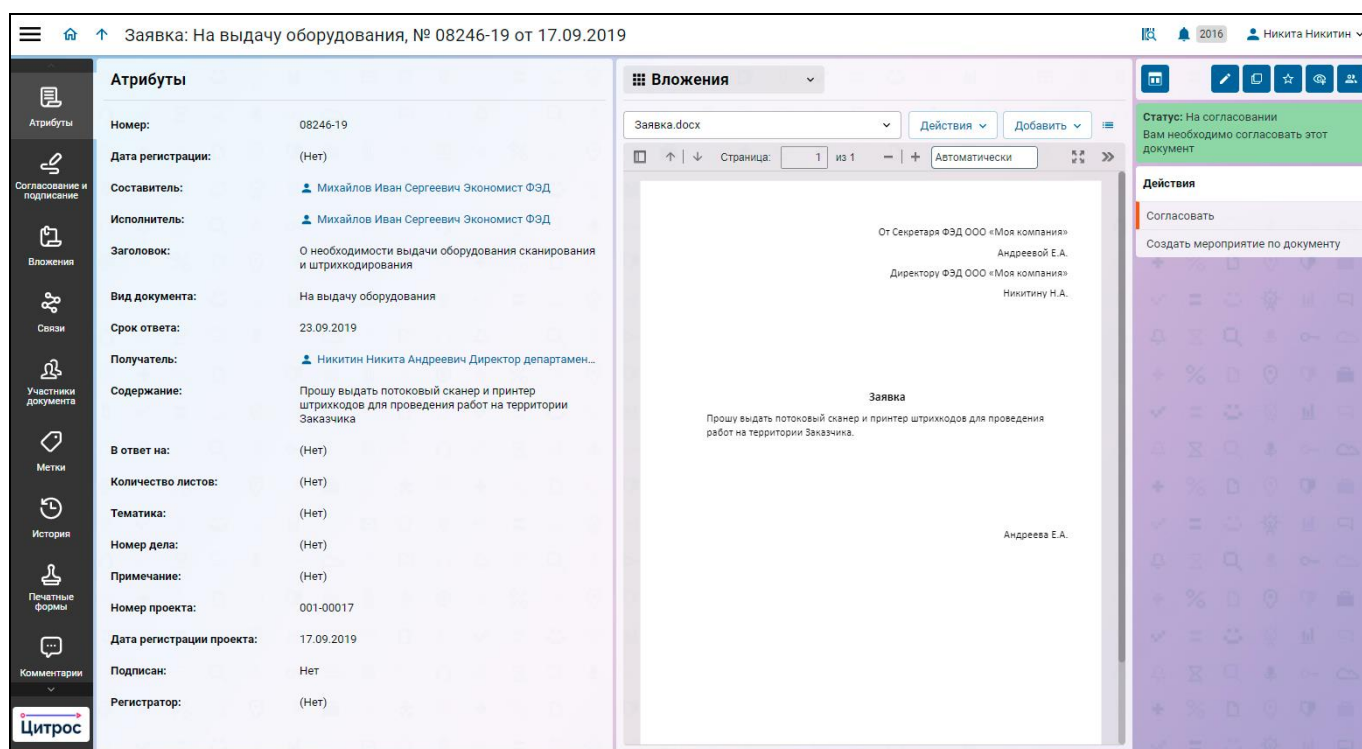 Заявка: На выдачу оборудования, № 08246-19 от 17.09.2019
2016
Никита Никитин
Атрибуты
Согласование и
подписание
Вложения
Связи
Участники
документа
Метки
История
Печатные
формы
Комментарии
Цитрос
Атрибуты
Номер: 08246-19
Дата регистрации: (Нет)
Составитель: Михайлов Иван Сергеевич Экономист ФЭД
Исполнитель: Михайлов Иван Сергеевич Экономист ФЭД
Заголовок: О необходимости выдачи оборудования сканирования
и штрихкодирования
Вид документа: На выдачу оборудования
Срок ответа: 23.09.2019
Получатель: Никитин Никита Андреевич Директор департамен...
Содержание: Прошу выдать потоковый сканер и принтер
штрихкодов для проведения работ на территории
Заказчика
В ответ на: (Нет)
Количество листов: (Нет)
Тематика: (Нет)
Номер дела: (Нет)
Примечание: (Нет)
Номер проекта: 001-00017
Дата регистрации проекта: 17.09.2019
Подписан: Нет
Регистратор: (Нет)
Вложения
Заявка.docx
Действия
Добавить
Страница: 1 из 1
Автоматически
От Секретаря ФЭД ООО «Моя компания»
Андреевой Е.А.
Директору ФЭД ООО «Моя компания»
Никитину Н.А.
Заявка
Прошу выдать потоковый сканер и принтер штрихкодов для проведения
работ на территории Заказчика.
Андреева Е.А.
Статус: На согласовании
Вам необходимо согласовать этот
документ
Действия
Согласовать
Создать мероприятие по документу